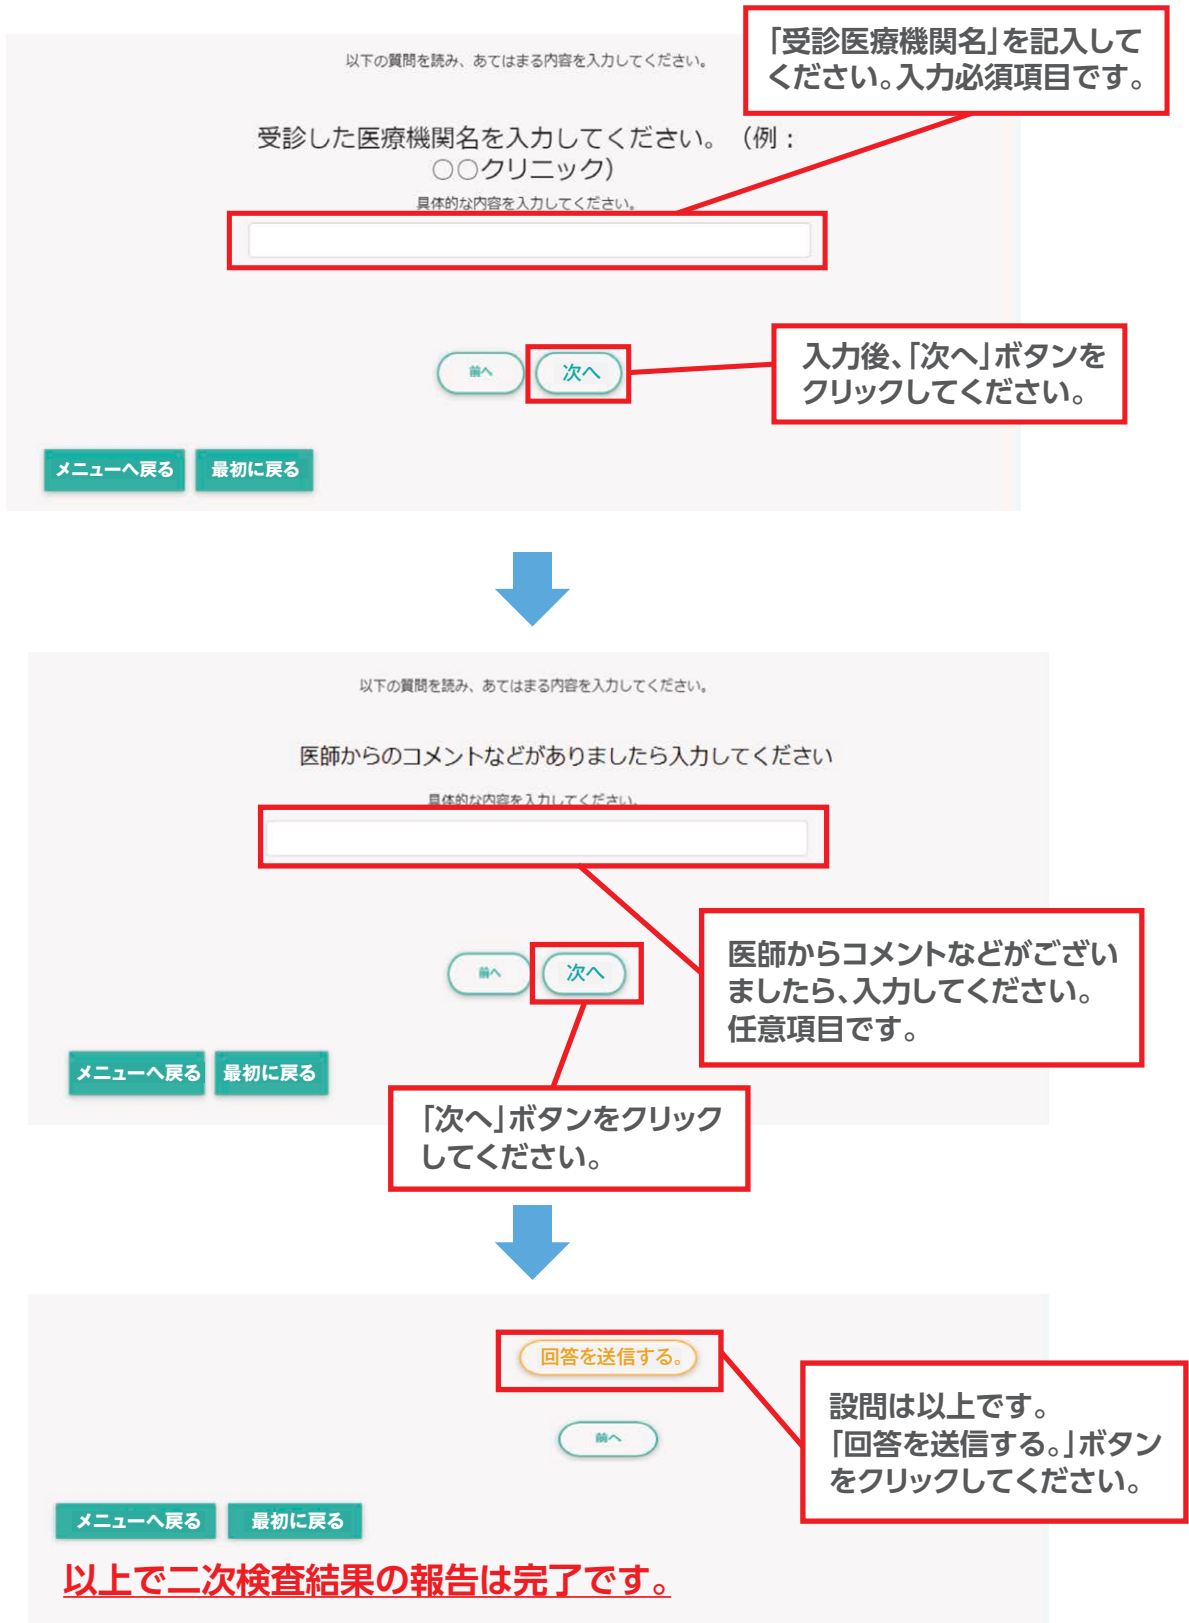 「受診医療機関名」を記入して
ください。入力必須項目です。
以下の質問を読み、あてはまる内容を入力してください。
受診した医療機関名を入力してください。（例：
○○クリニック）
具体的な内容を入力してください。
入力後、「次へ」ボタンを
クリックしてください。
前へ
次へ
メニューへ戻る
最初に戻る
以下の質問を読み、あてはまる内容を入力してください。
医師からのコメントなどがありましたら入力してください
具体的な内容を入力してください。
医師からコメントなどがござい
ましたら、入力してください。
任意項目です。
前へ
次へ
メニューへ戻る
最初に戻る
「次へ」ボタンをクリック
してください。
回答を送信する。
設問は以上です。
「回答を送信する。」ボタン
をクリックしてください。
前へ
メニューへ戻る
最初に戻る
以上で二次検査結果の報告は完了です。